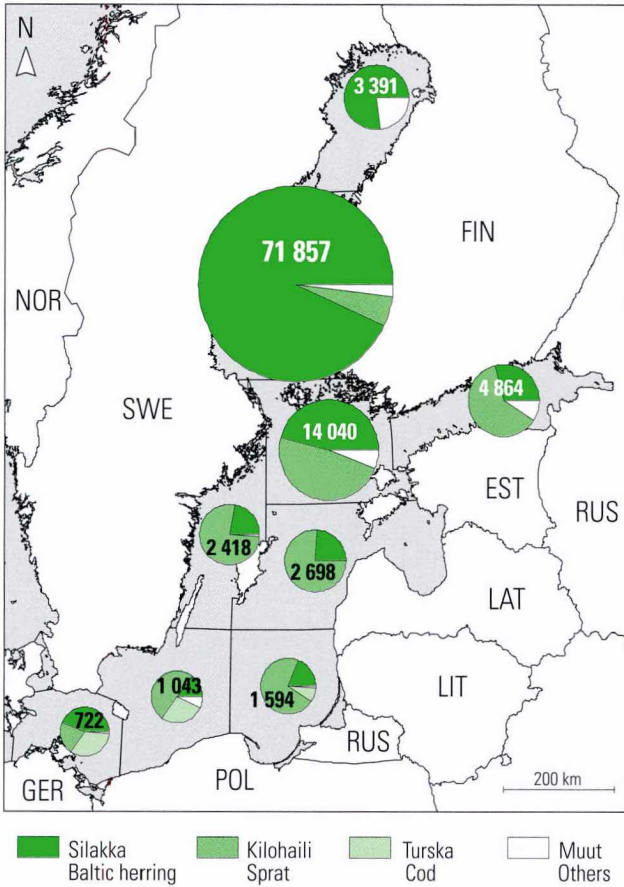 N
3 391
71 857
FIN
NOR
SWE
4 864
14 040
EST
RUS
2 418
2 698
LAT
1 043
1 594
LIT
722
RUS
GER
POL
200 km
Silakka
Baltic herring
Kilohaili
Sprat
Turska
Cod
Muut
Others